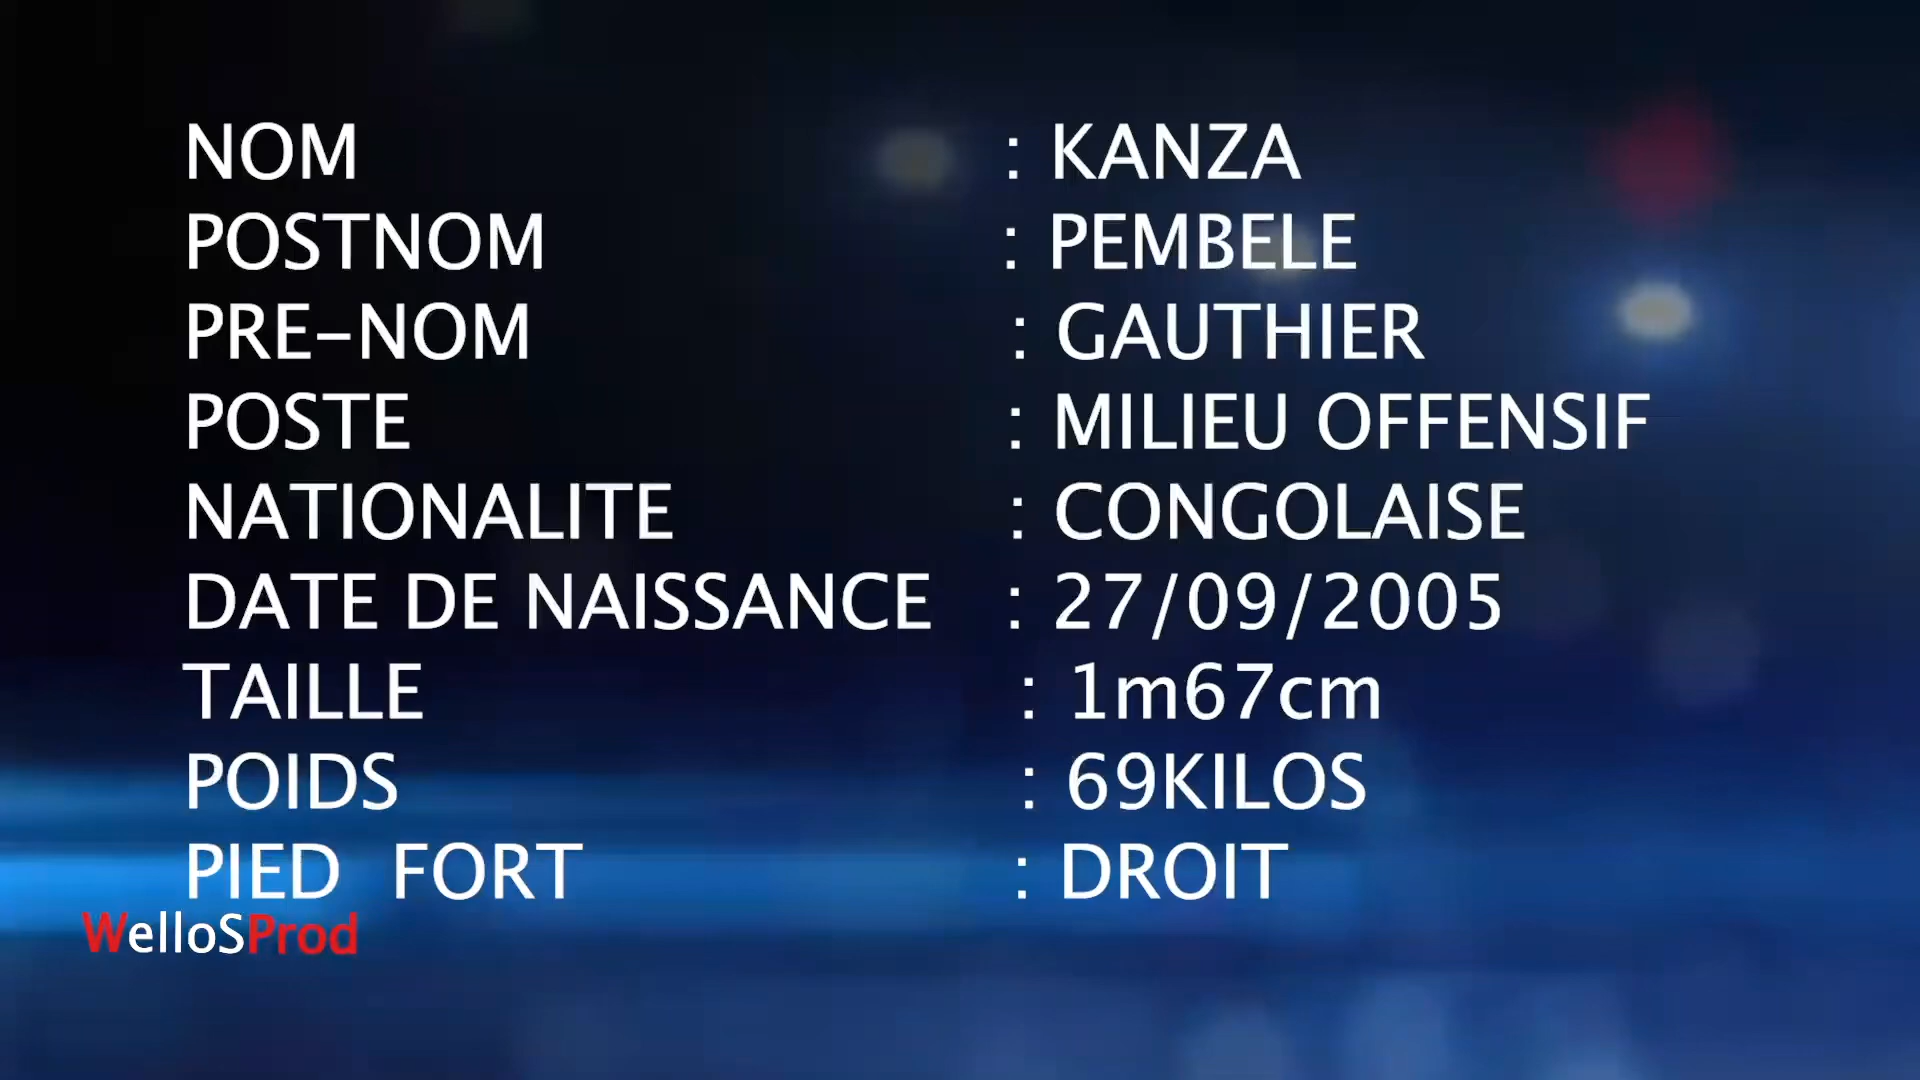 NOM : KANZA
POSTNOM : PEMBELE
PRE-NOM : GAUTHIER
POSTE : MILIEU OFFENSIF
NATIONALITE : CONGOLAISE
DATE DE NAISSANCE : 27/09/2005
TAILLE : 1m67cm
POIDS : 69KILOS
PIED FORT : DROIT
WelloSProd